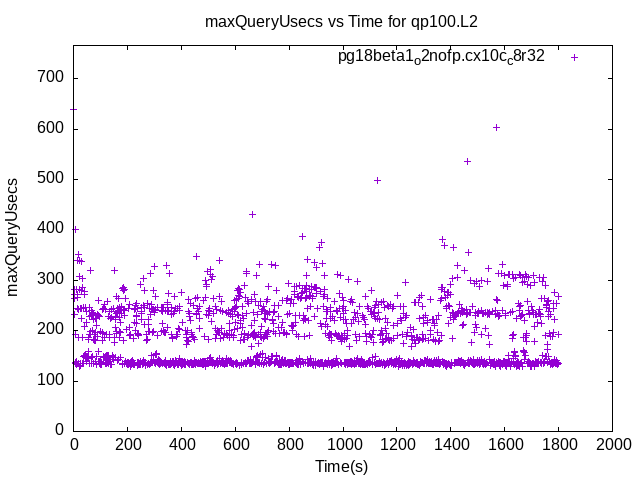 maxQueryUsecs vs Time for qp100.L2
pg18beta1o2nofp.cx10cc8r32
maxQueryUsecs
700
600
500
400
300
200
100
0
0 200 400 600 800 1000 1200 1400 1600 1800 2000
Time(s)